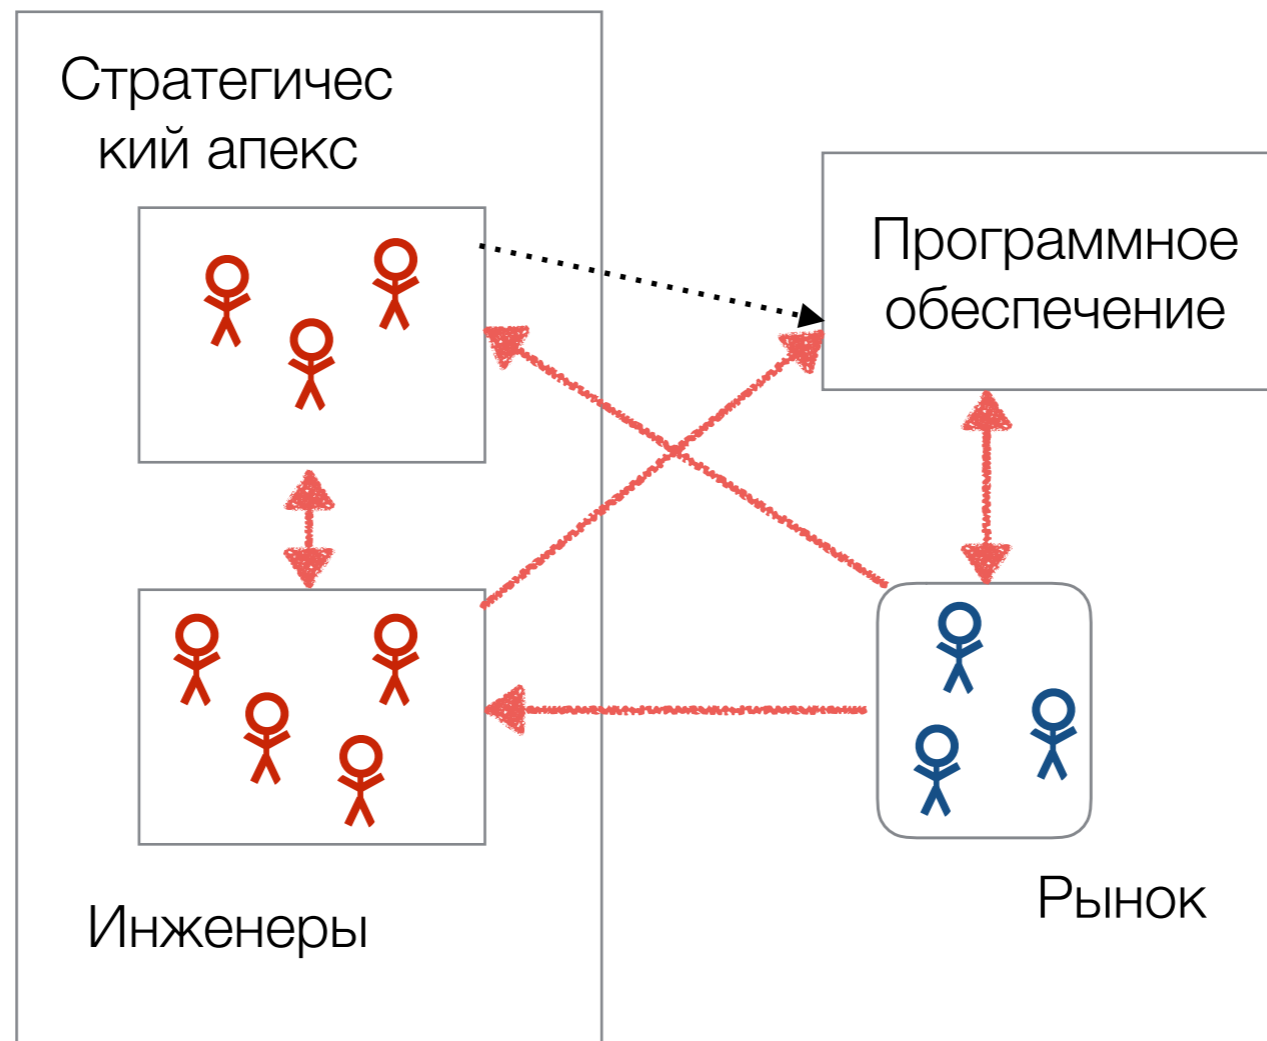 Стратегичес
кий апекс
Программное
обеспечение
Инженеры
Рынок